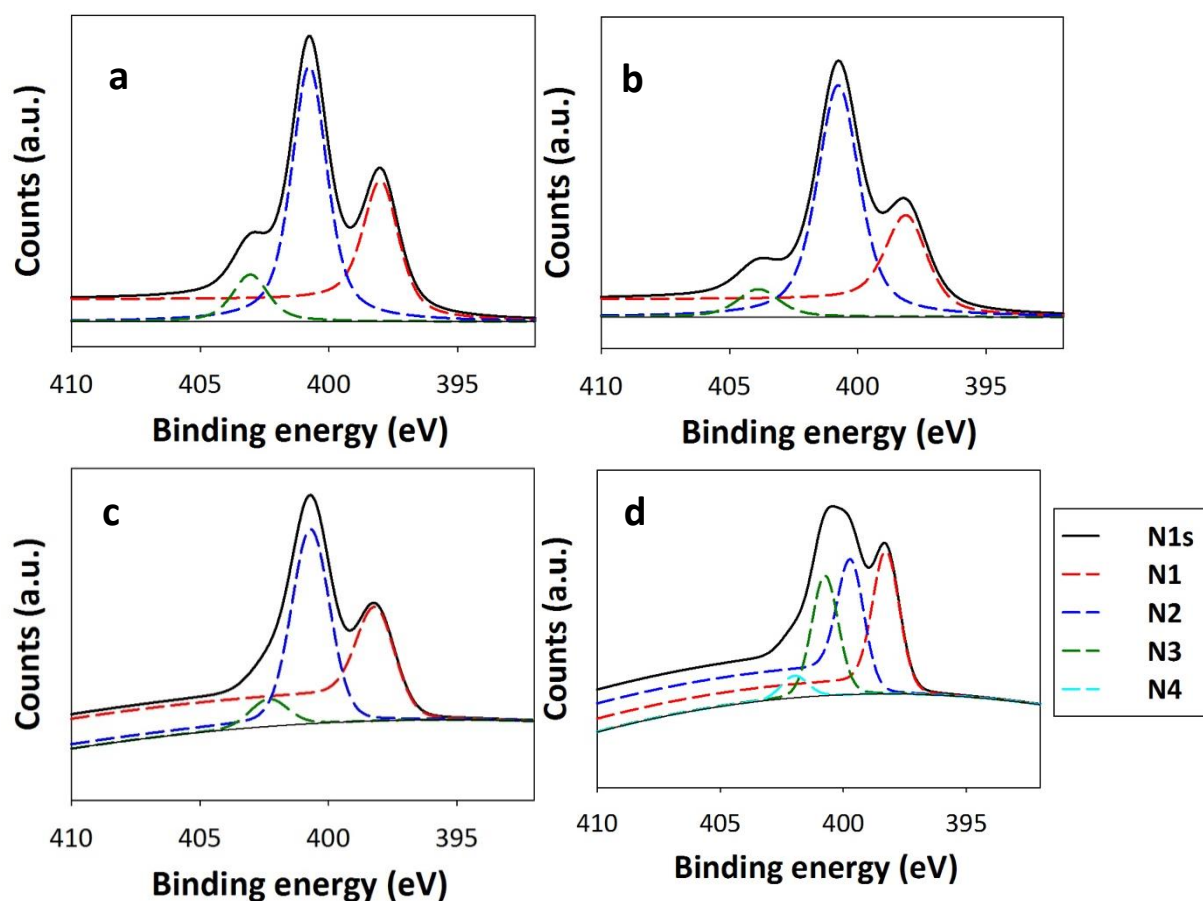 a
Counts (a.u.)
410 405 400 395
Binding energy (eV)
b
Counts (a.u.)
410 405 400 395
Binding energy (eV)
c
Counts (a.u.)
410 405 400 395
Binding energy (eV)
d
Counts (a.u.)
410 405 400 395
Binding energy (eV)
N1s
N1
N2
N3
N4